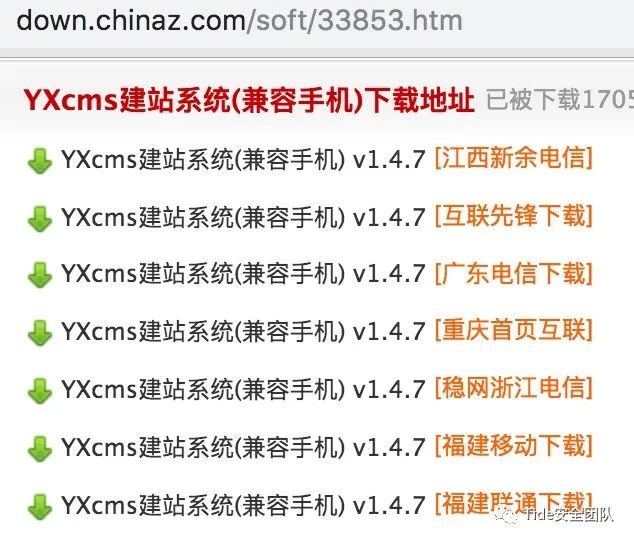 down.chinaz.com/soft/33853.htm
YXcms建站系统(兼容手机)下载地址 已被下载1705
YXcms建站系统(兼容手机) v1.4.7 [江西新余电信]
YXcms建站系统(兼容手机) v1.4.7 [互联先锋下载]
YXcms建站系统(兼容手机) v1.4.7 [广东电信下载]
YXcms建站系统(兼容手机) v1.4.7 [重庆首页互联]
YXcms建站系统(兼容手机) v1.4.7 [稳网浙江电信]
YXcms建站系统(兼容手机) v1.4.7 [福建移动下载]
YXcms建站系统(兼容手机) v1.4.7 [福建联通下载]
Tide安全团队